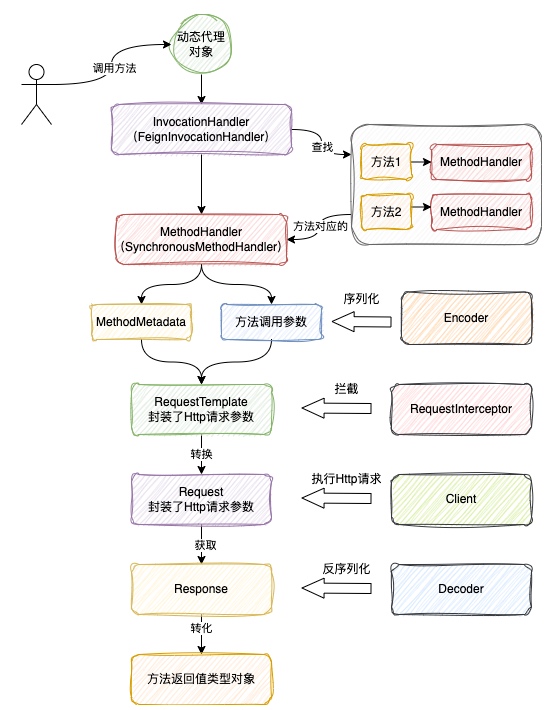 动态代理
对象
调用方法
InvocationHandler
（FeignInvocationHandler）
查找
方法1
MethodHandler
方法2
MethodHandler
方法对应的
MethodHandler
（SynchronousMethodHandler）
MethodMetadata
方法调用参数
序列化
Encoder
RequestTemplate
封装了Http请求参数
拦截
RequestInterceptor
转换
Request
封装了Http请求参数
执行Http请求
Client
获取
Response
反序列化
Decoder
转化
方法返回值类型对象